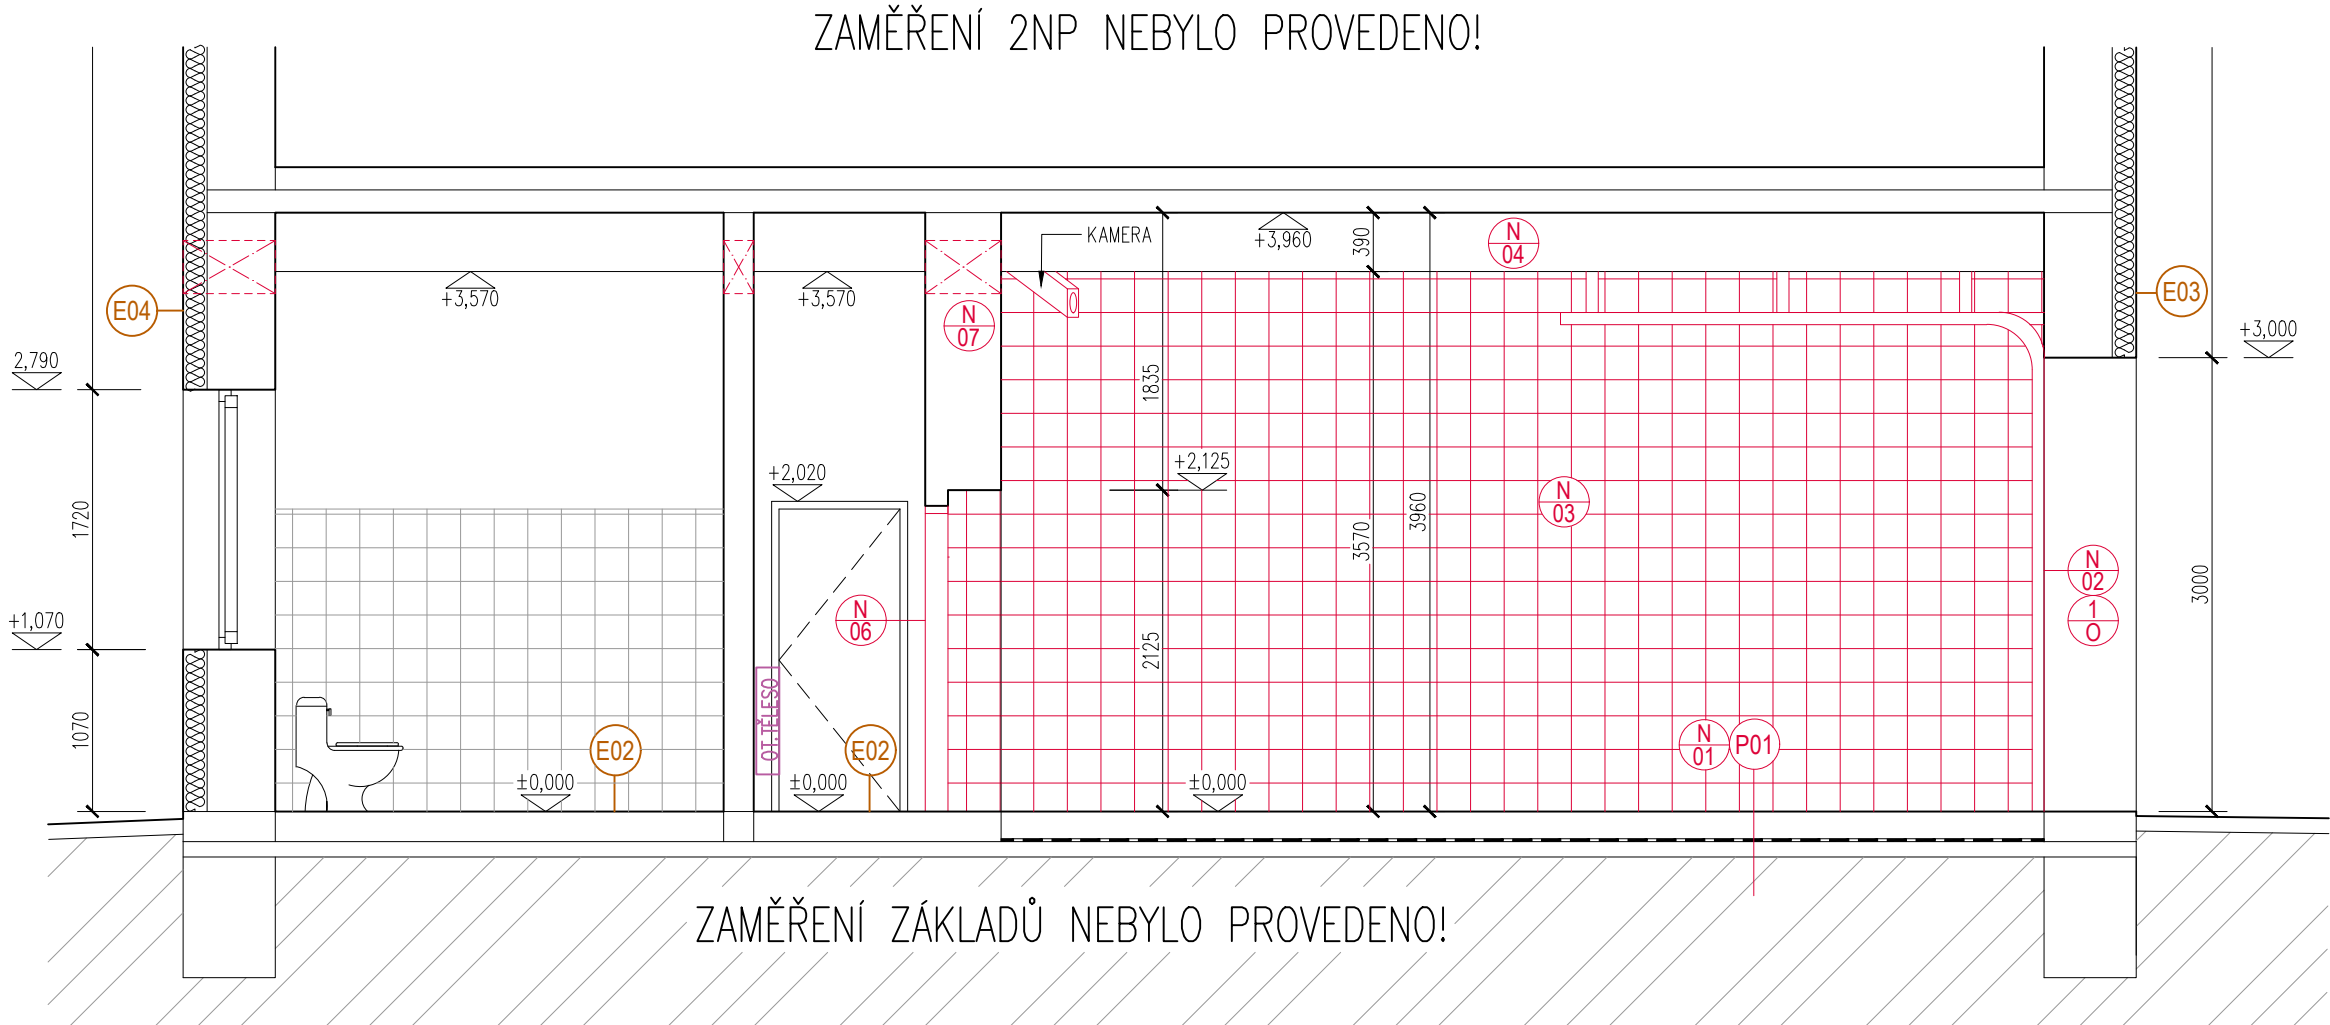 ZAMĚŘENÍ 2NP NEBYLO PROVEDENO!
KAMERA
+3,960
390
N
04
+3,570
+3,570
E04
E03
N
07
+3,000
2,790
1835
+2,125
+2,020
N
03
3960
3570
1720
N
02
1
O
3000
+1,070
N
06
2125
1070
OT.TĚLESO
E02
E02
N
01
P01
±0,000
±0,000
±0,000
ZAMĚŘENÍ ZÁKLADŮ NEBYLO PROVEDENO!